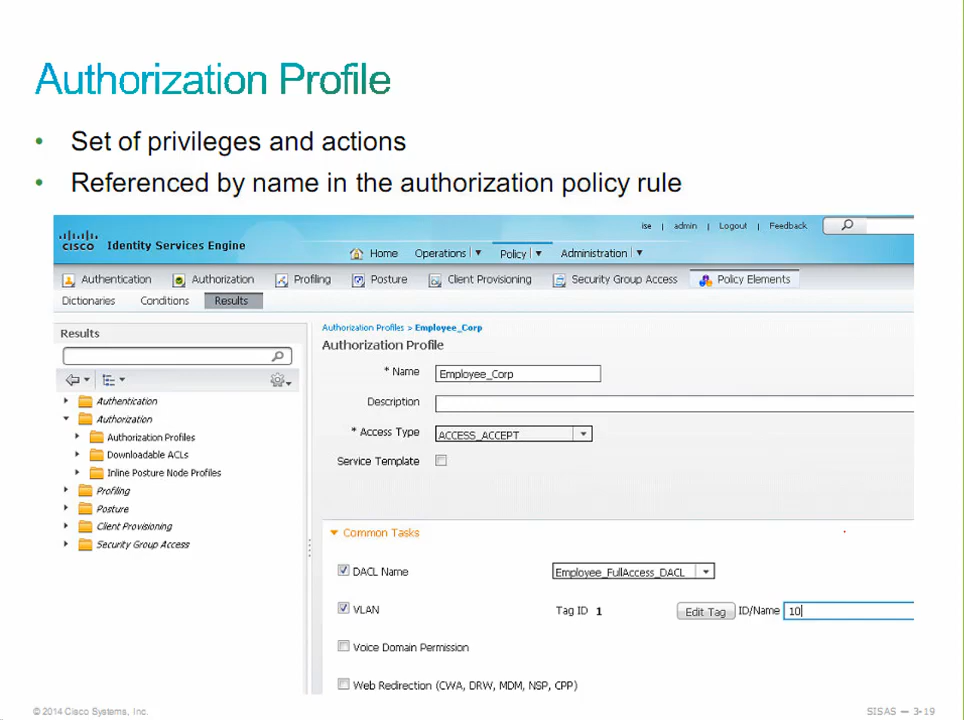 Authorization Profile
• Set of privileges and actions
• Referenced by name in the authorization policy rule
ise | admin | Logout | Feedback
CISCO Identity Services Engine
Home Operations | Policy | Administration |
Authentication Authorization Profiling Posture Client Provisioning Security Group Access Policy Elements
Dictionaries Conditions Results
Results
Authentication
Authorization
Authorization Profiles
Downloadable ACLs
Inline Posture Node Profiles
Profiling
Posture
Client Provisioning
Security Group Access
Authorization Profiles > Employee_Corp
Authorization Profile
* Name Employee_Corp
Description
* Access Type ACCESS_ACCEPT
Service Template
Common Tasks
DACL Name Employee_FullAccess_DACL
VLAN Tag ID 1 Edit Tag ID/Name 10
Voice Domain Permission
Web Redirection (CWA, DRW, MDM, NSP, CPP)
© 2014 Cisco Systems, Inc. SISAS — 3-19